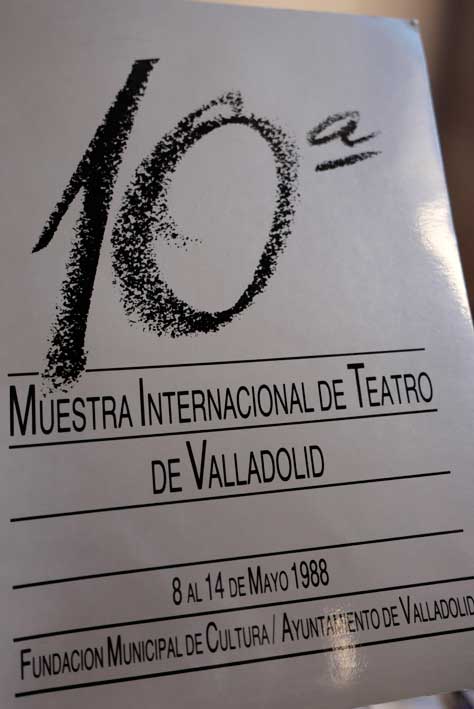 10ª
MUESTRA INTERNACIONAL DE TEATRO
DE VALLADOLID
8 AL 14 DE MAYO 1988
FUNDACION MUNICIPAL DE CULTURA / AYUNTAMIENTO DE VALLADOLID